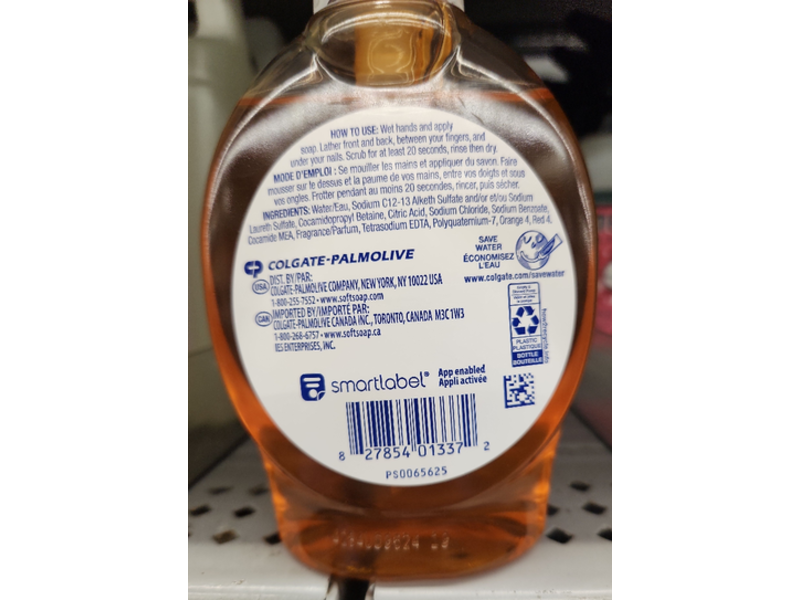 HOW TO USE: Wet hands and apply
soap. Lather front and back, between your fingers, and
under your nails. Scrub for at least 20 seconds, rinse then dry.
MODE D'EMPLOI : Se mouiller les mains et appliquer du savon. Faire
mousser sur le dessus et la paume de vos mains, entre vos doigts et sous
vos ongles. Frotter pendant au moins 20 secondes, rincer, puis sécher.
INGREDIENTS: Water/Eau, Sodium C12-13 Alketh Sulfate and/or et/ou Sodium
Laureth Sulfate, Cocamidopropyl Betaine, Citric Acid, Sodium Chloride, Sodium Benzoate,
Cocamide MEA, Fragrance/Parfum, Tetrasodium EDTA, Polyquaternium-7, Orange 4, Red 4.
CP COLGATE-PALMOLIVE
USA DIST. BY/PAR:
COLGATE-PALMOLIVE COMPANY, NEW YORK, NY 10022 USA
1-800-255-7552 • www.softsoap.com
CAN IMPORTED BY/IMPORTÉ PAR:
COLGATE-PALMOLIVE CANADA INC., TORONTO, CANADA M3C 1W3
1-800-268-6757 • www.softsoap.ca
IES ENTERPRISES, INC.
SAVE
WATER
ÉCONOMISEZ
L'EAU
www.colgate.com/savewater
PLASTIC
PLASTIQUE
BOTTLE
BOUTEILLE
smartlabel®
App enabled
Appli activée
8 27854 01337 2
PS0065625